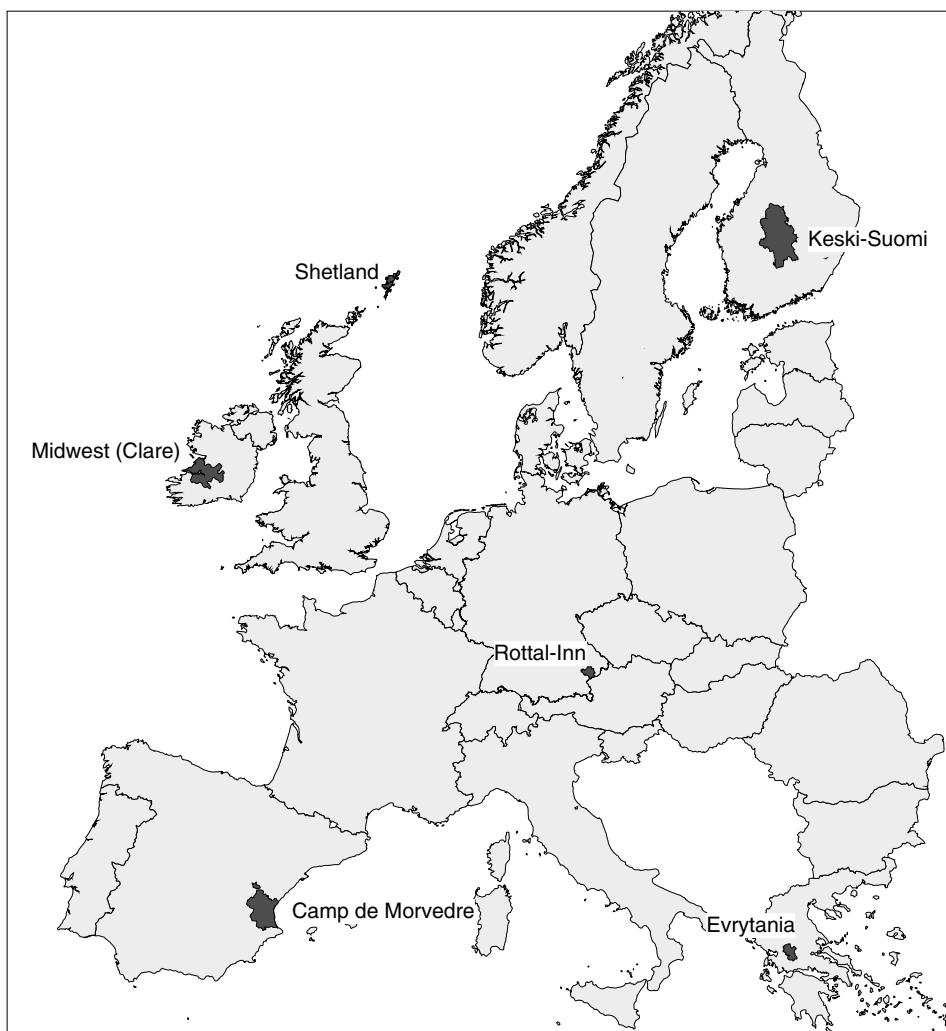 Keski-Suomi
Shetland
Midwest (Clare)
Rottal-Inn
Camp de Morvedre
Evrytania